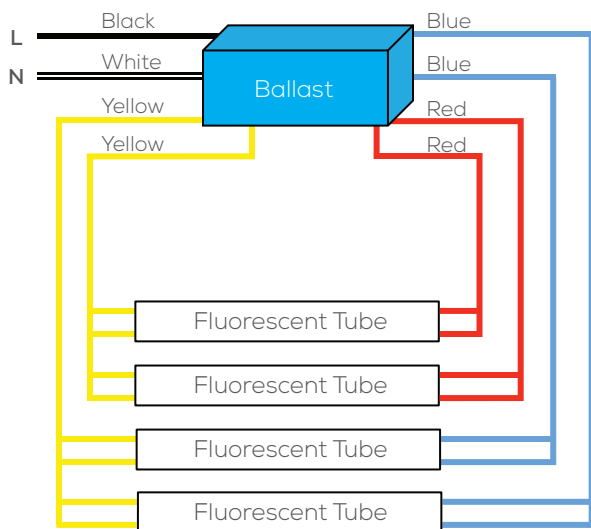 Black
Blue
L
White
Blue
N
Ballast
Yellow
Red
Yellow
Red
Fluorescent Tube
Fluorescent Tube
Fluorescent Tube
Fluorescent Tube